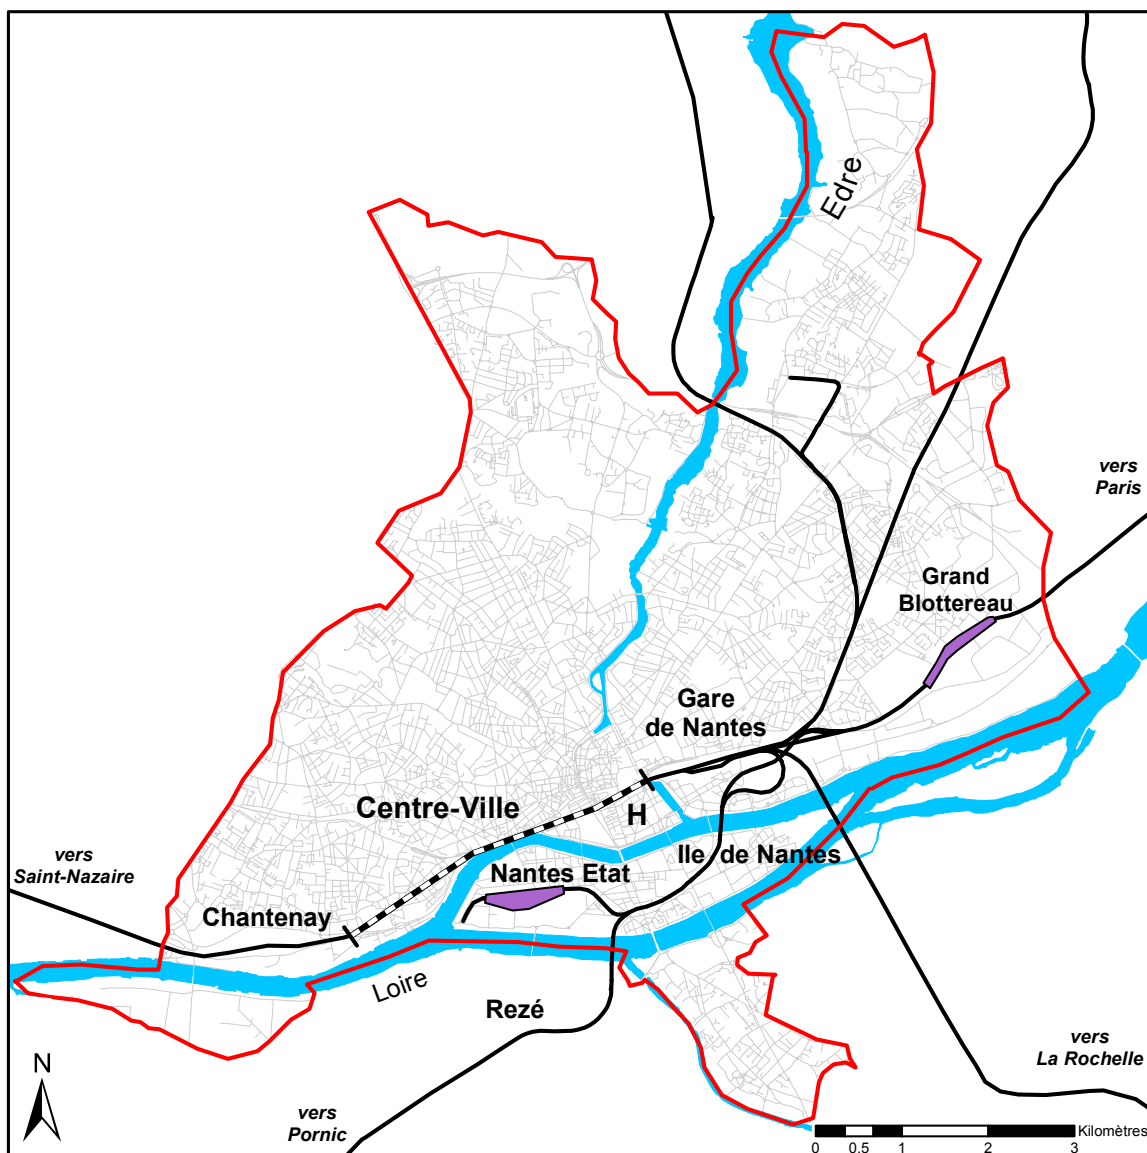 Edre
vers
Paris
Grand
Blottereau
Gare
de Nantes
Centre-Ville
H
Ile de Nantes
vers
Saint-Nazaire
Nantes Etat
Chantenay
Loire
Rezé
vers
La Rochelle
N
vers
Pornic
Kilomètres
0 0.5 1 2 3